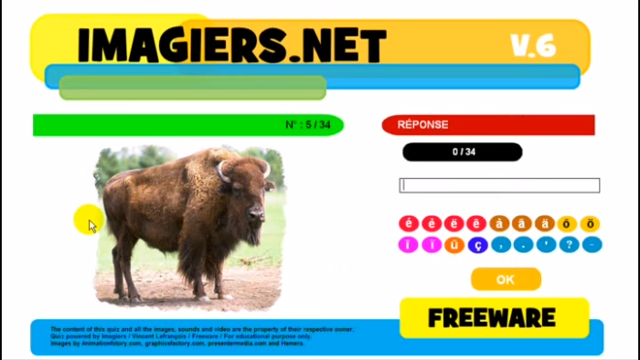 IMAGIERS.NET
V.6
N° : 5 / 34
RÉPONSE
0 / 34
é è ê ë à â ä ô ö
î ï û ç , . ' ? -
OK
FREEWARE
The content of this quiz and all the images, sounds and video are the property of their respective owner.
Quiz powered by Imagiers / Vincent Lefrançois / Freeware / For educational purpose only.
Images by Animationfatory.com, graphicsfactory.com, presentermedia.com and Hemera.